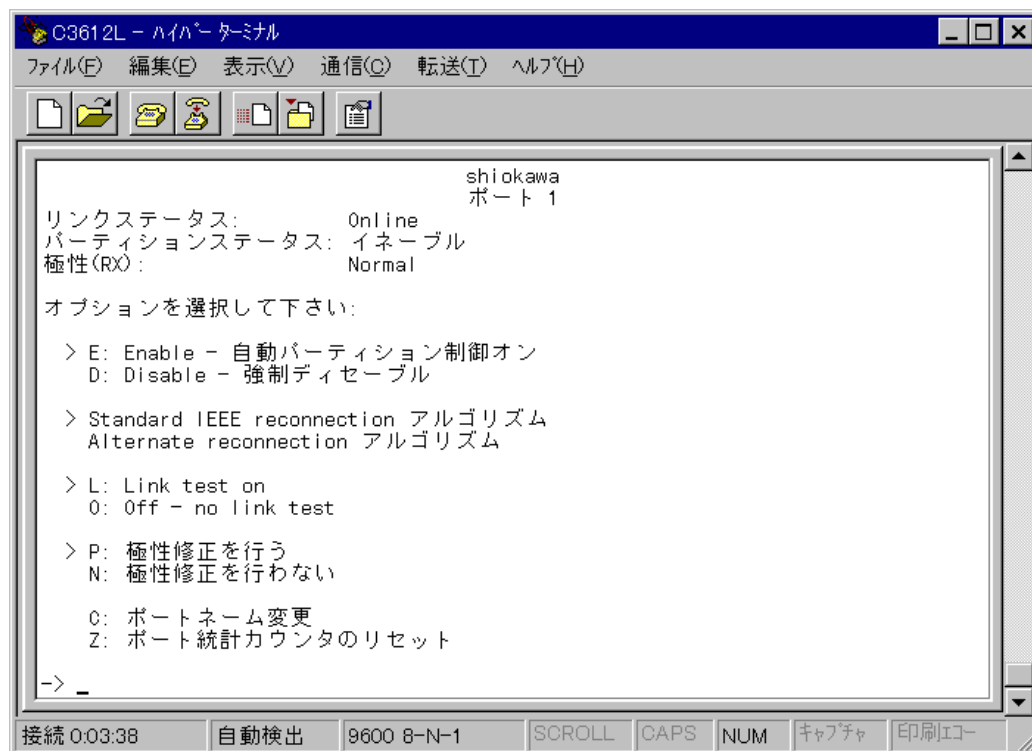 C3612L - ﾊｲﾊﾟｰ ﾀｰﾐﾅﾙ
ﾌｧｲﾙ(F) 編集(E) 表示(V) 通信(C) 転送(T) ﾍﾙﾌﾟ(H)
shiokawa
ポート 1
リンクステータス: Online
パーティションステータス: イネーブル
極性(RX): Normal
オプションを選択して下さい:
> E: Enable - 自動パーティション制御オン
D: Disable - 強制ディセーブル
> Standard IEEE reconnection アルゴリズム
Alternate reconnection アルゴリズム
> L: Link test on
O: Off - no link test
> P: 極性修正を行う
N: 極性修正を行わない
C: ポートネーム変更
Z: ポート統計カウンタのリセット
-> _
接続 0:03:38 自動検出 9600 8-N-1 SCROLL CAPS NUM ｷｬﾌﾟﾁｬ 印刷ｴｺｰ